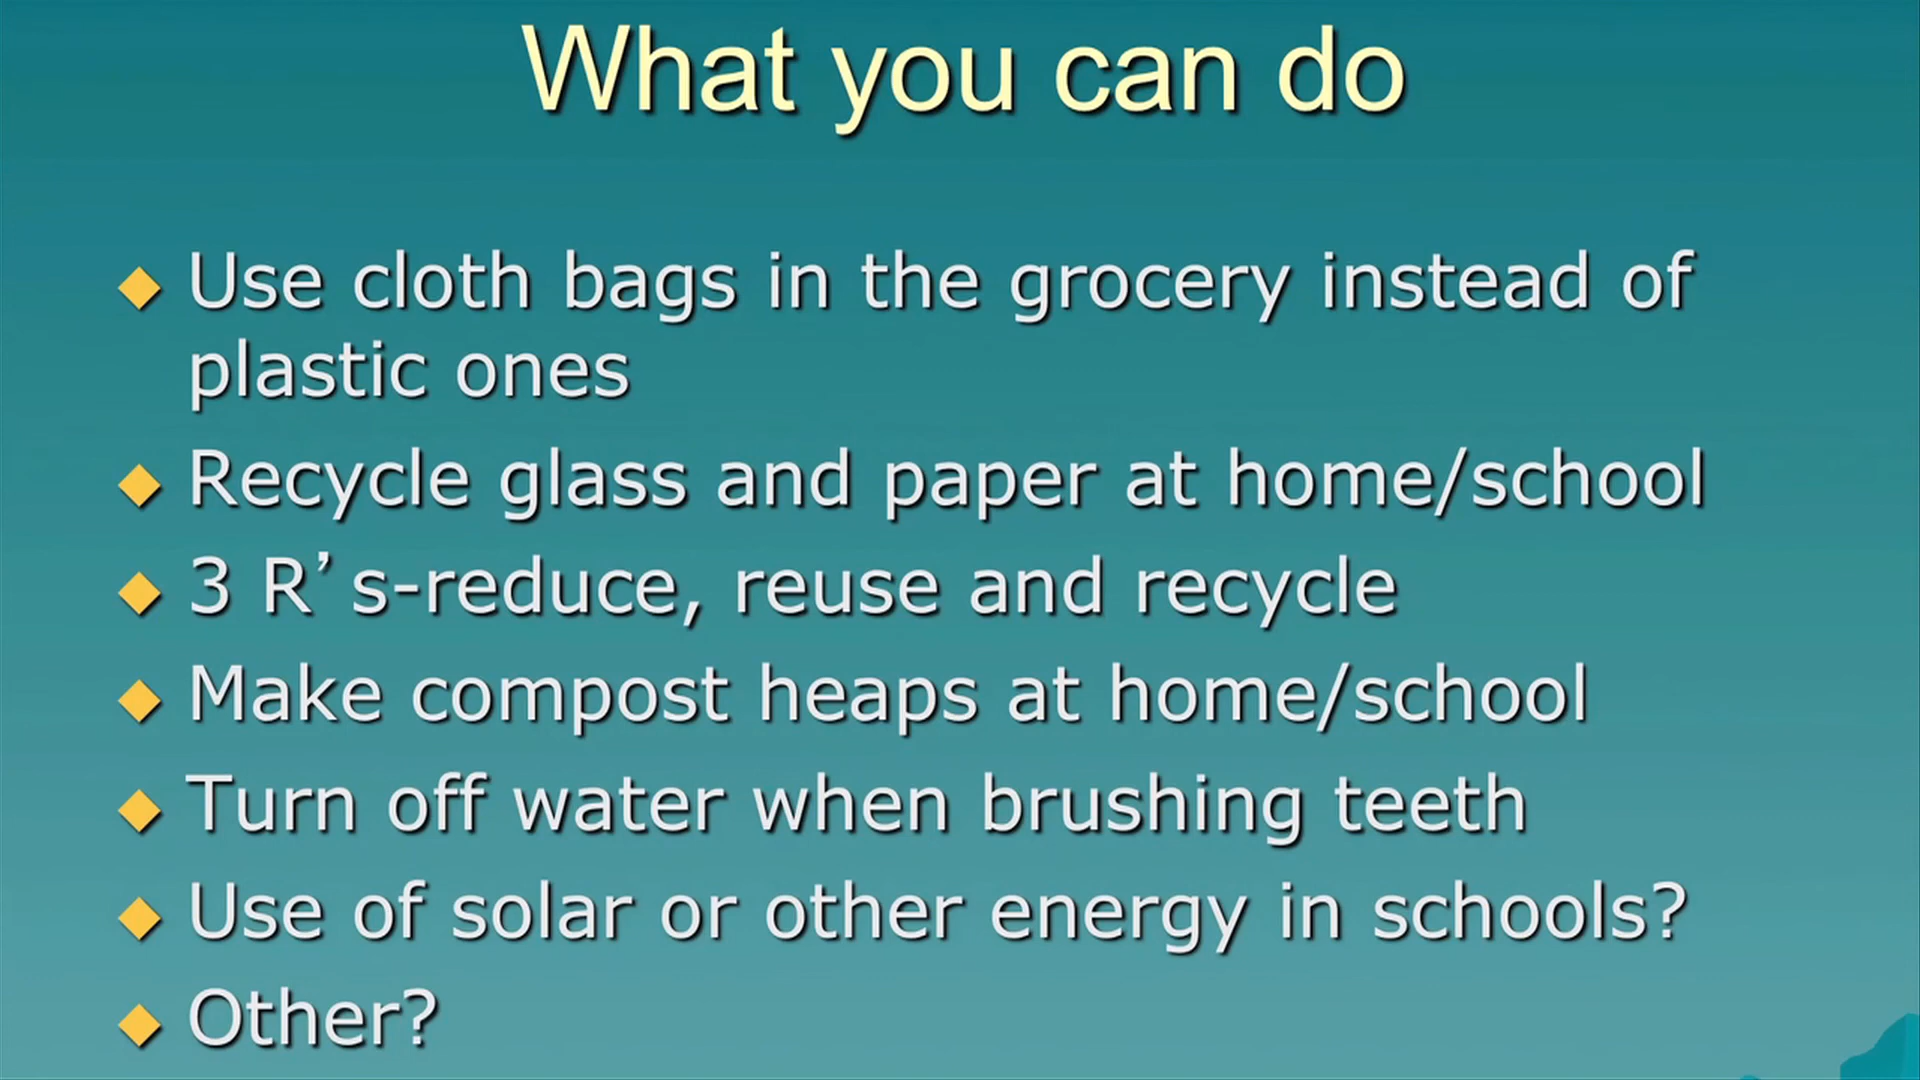 What you can do
Use cloth bags in the grocery instead of
plastic ones
Recycle glass and paper at home/school
3 R’s-reduce, reuse and recycle
Make compost heaps at home/school
Turn off water when brushing teeth
Use of solar or other energy in schools?
Other?